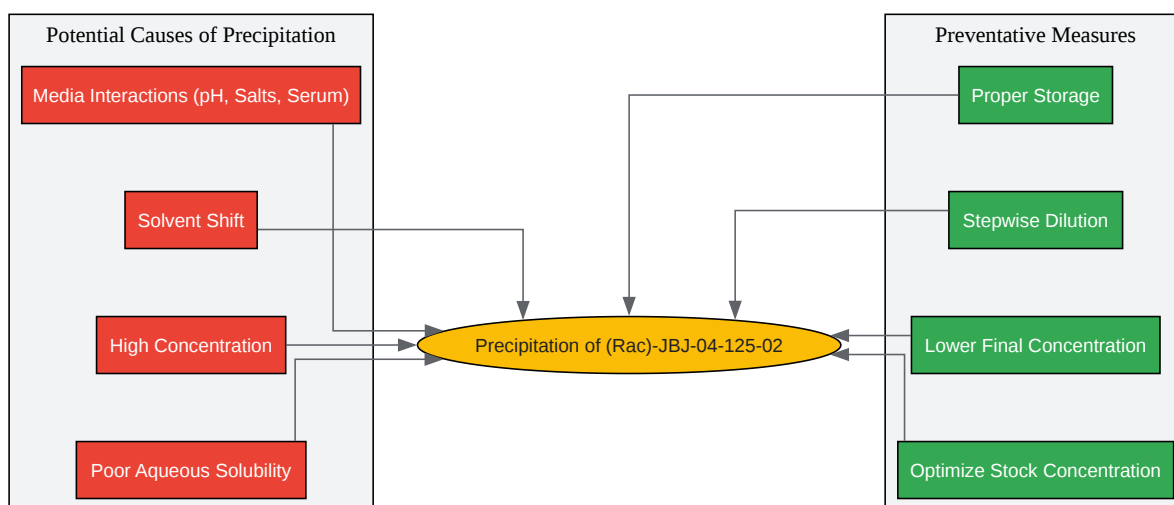 Potential Causes of Precipitation
Media Interactions (pH, Salts, Serum)
Solvent Shift
High Concentration
Poor Aqueous Solubility
Precipitation of (Rac)-JBJ-04-125-02
Preventative Measures
Proper Storage
Stepwise Dilution
Lower Final Concentration
Optimize Stock Concentration